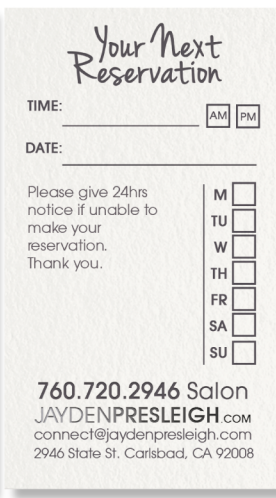 Your Next
Reservation
TIME:
AM PM
DATE:
Please give 24hrs
notice if unable to
make your
reservation.
Thank you.
M
TU
W
TH
FR
SA
SU
760.720.2946 Salon
JAYDENPRESLEIGH.COM
connect@jaydenpresleigh.com
2946 State St. Carlsbad, CA 92008